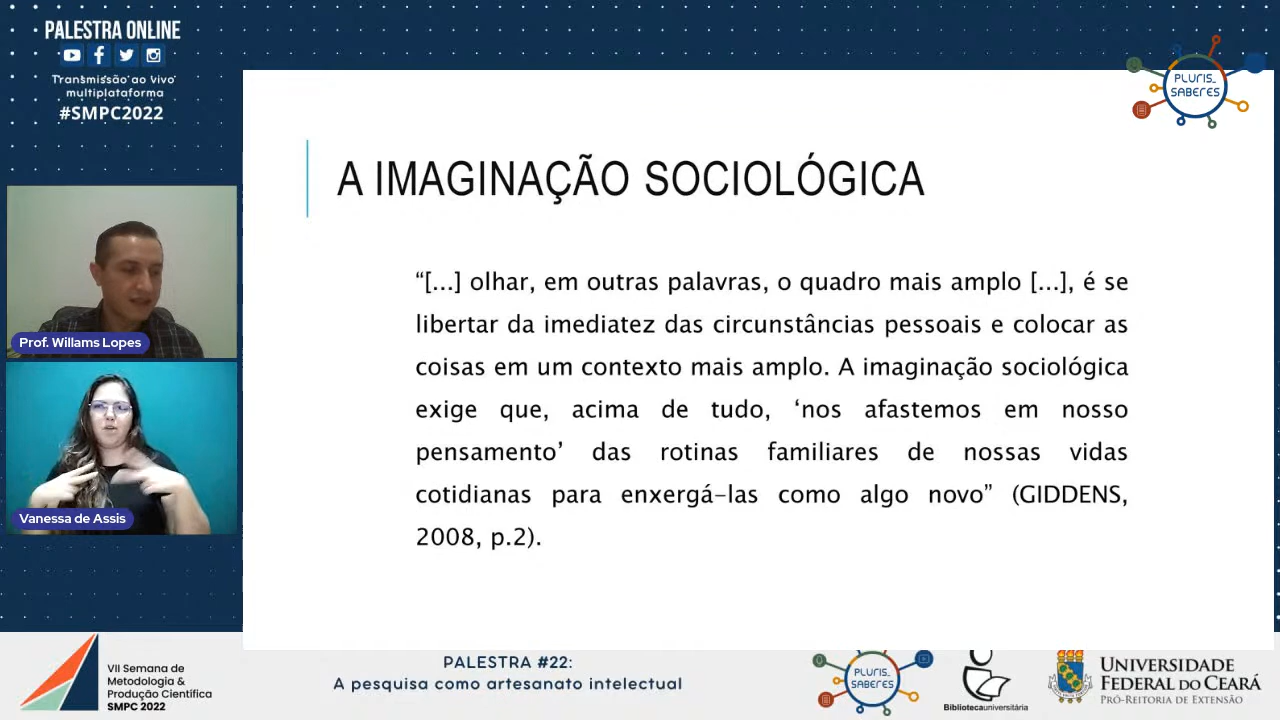 PALESTRA ONLINE
Transmissão ao vivo
multiplataforma
#SMPC2022
PLURIS_
SABERES
A IMAGINAÇÃO SOCIOLÓGICA
“[...] olhar, em outras palavras, o quadro mais amplo [...], é se
libertar da imediatez das circunstâncias pessoais e colocar as
coisas em um contexto mais amplo. A imaginação sociológica
exige que, acima de tudo, ‘nos afastemos em nosso
pensamento’ das rotinas familiares de nossas vidas
cotidianas para enxergá-las como algo novo” (GIDDENS,
2008, p.2).
Prof. Willams Lopes
Vanessa de Assis
VII Semana de
Metodologia &
Produção Científica
SMPC 2022
PALESTRA #22:
A pesquisa como artesanato intelectual
PLURIS_
SABERES
Bibliotecauniversitária
UNIVERSIDADE
FEDERAL DO CEARÁ
PRÓ-REITORIA DE EXTENSÃO